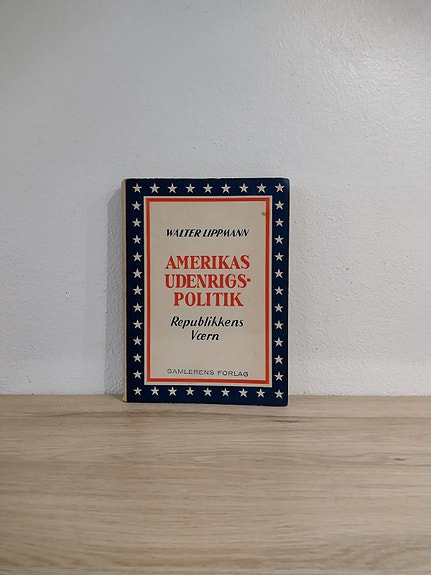 WALTER LIPPMANN
AMERIKAS
UDENRIGS-
POLITIK
Republikkens
Værn
SAMLERENS FORLAG